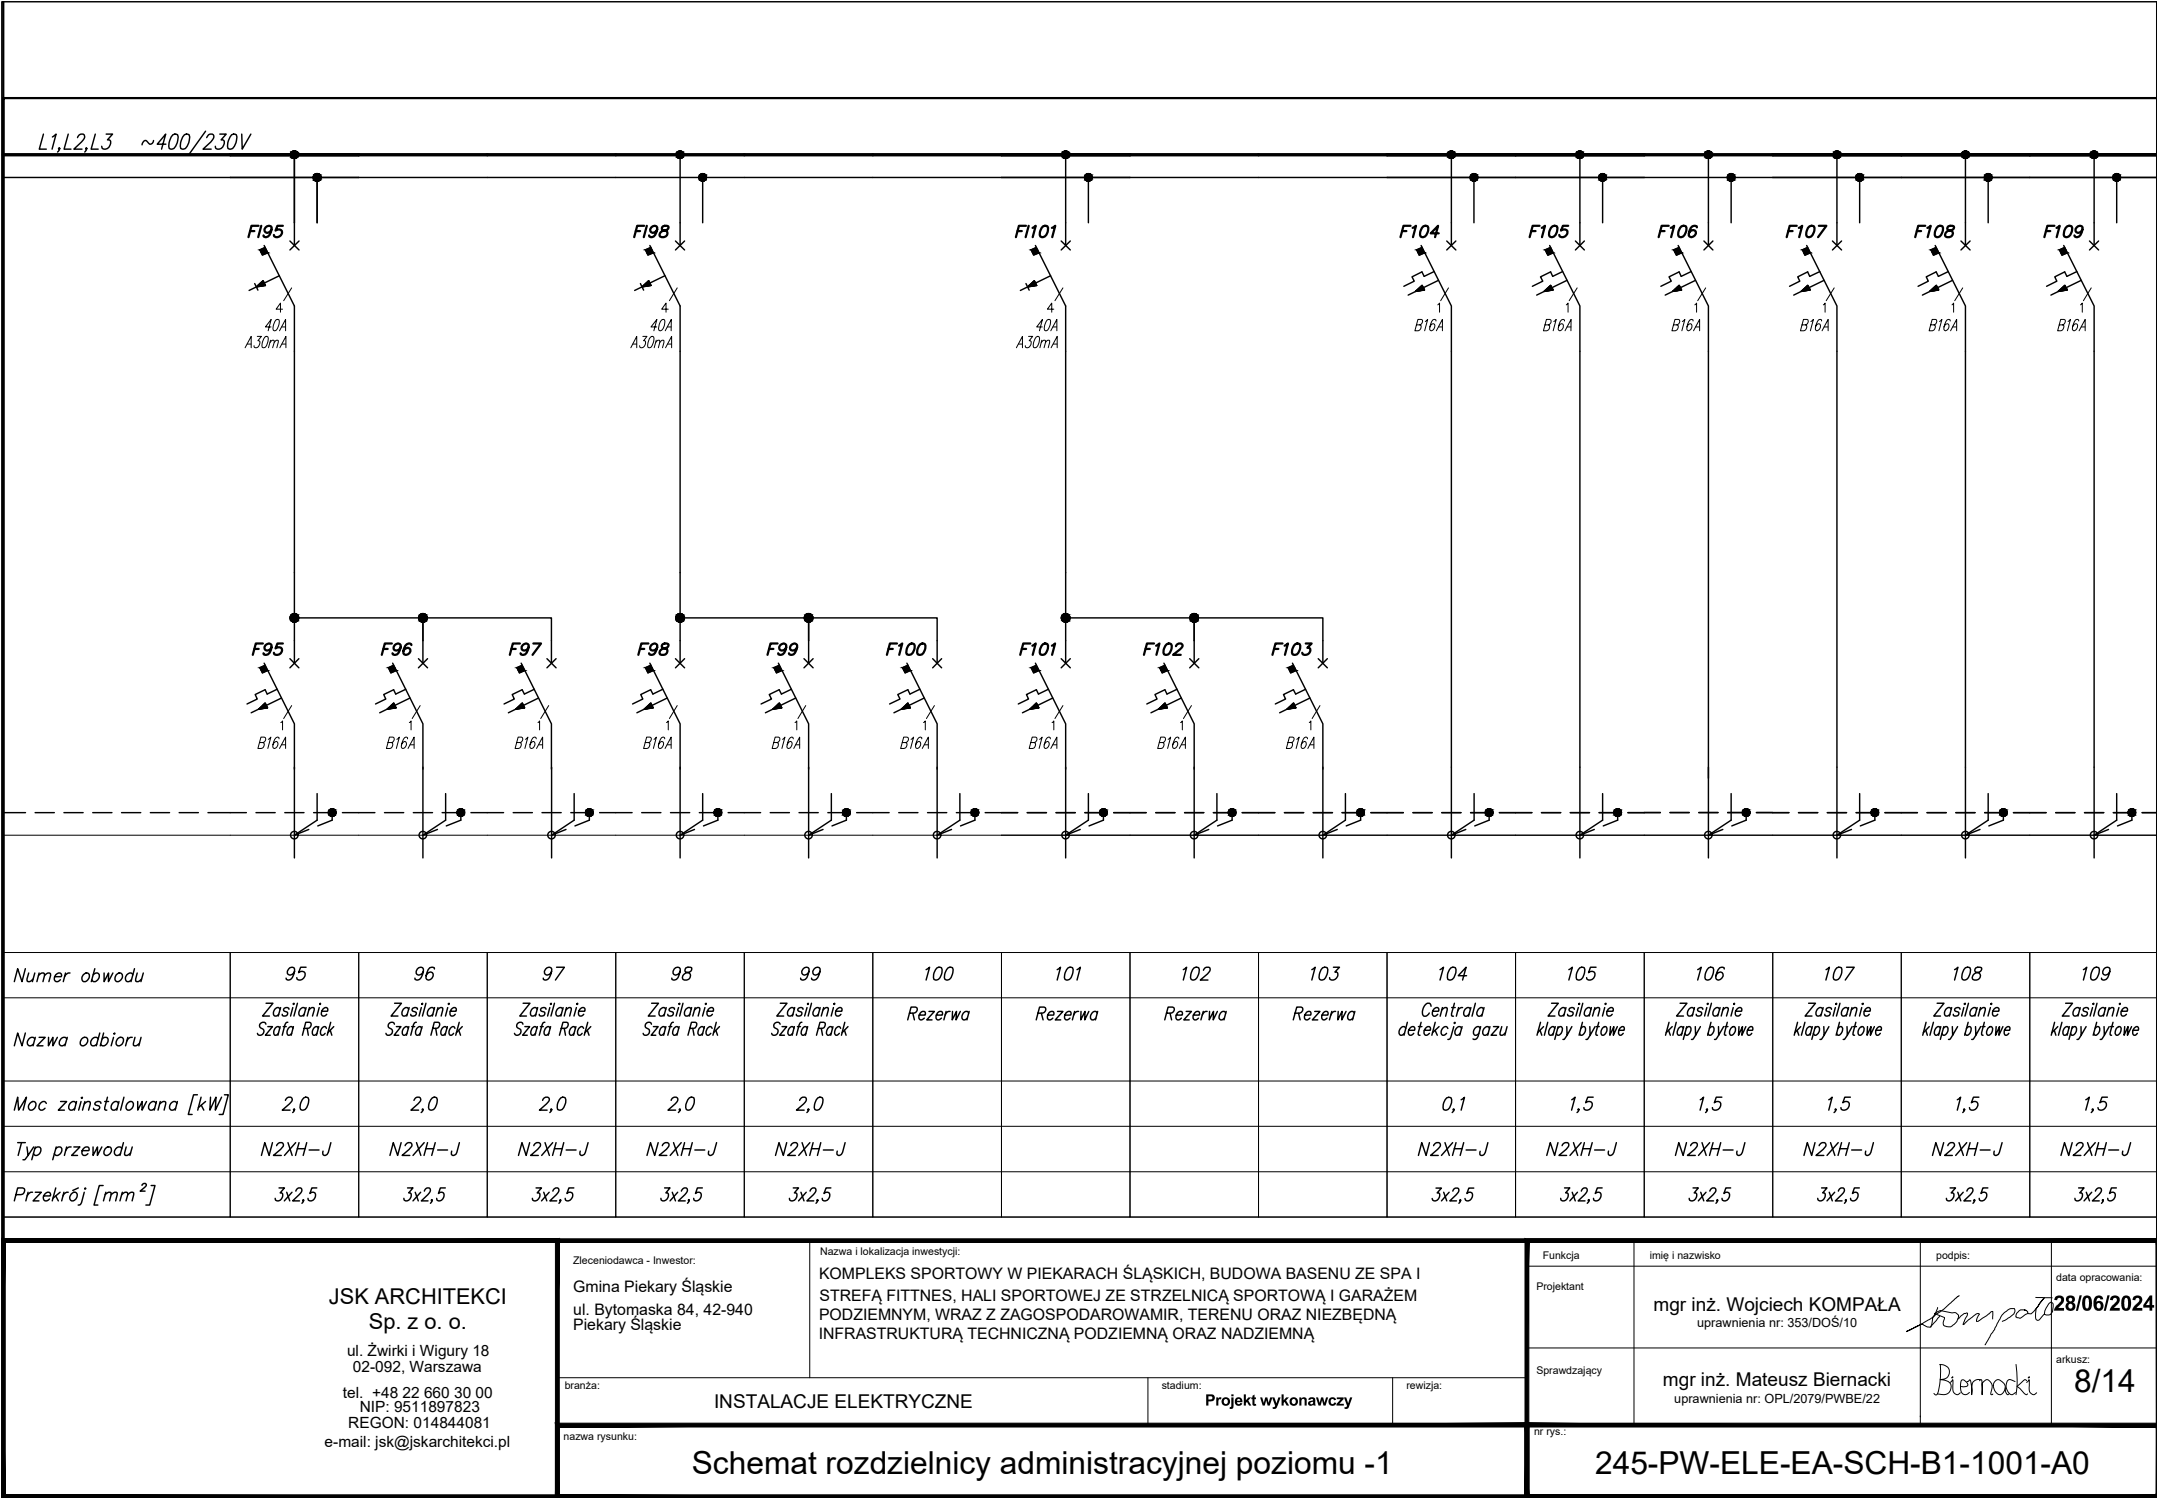 L1,L2,L3 ~400/230V
FI95 FI98 FI101 F104 F105 F106 F107 F108 F109
4 4 4 1 1 1 1 1 1
40A 40A 40A B16A B16A B16A B16A B16A B16A
A30mA A30mA A30mA
F95 F96 F97 F98 F99 F100 F101 F102 F103
1 1 1 1 1 1 1 1 1
B16A B16A B16A B16A B16A B16A B16A B16A B16A
Numer obwodu 95 96 97 98 99 100 101 102 103 104 105 106 107 108 109
Nazwa odbioru
Zasilanie Zasilanie Zasilanie Zasilanie Zasilanie Rezerwa Rezerwa Rezerwa Rezerwa Centrala Zasilanie Zasilanie Zasilanie Zasilanie Zasilanie
Szafa Rack Szafa Rack Szafa Rack Szafa Rack Szafa Rack detekcja gazu klapy bytowe klapy bytowe klapy bytowe klapy bytowe klapy bytowe
Moc zainstalowana [kW] 2,0 2,0 2,0 2,0 2,0 0,1 1,5 1,5 1,5 1,5 1,5
Typ przewodu N2XH-J N2XH-J N2XH-J N2XH-J N2XH-J N2XH-J N2XH-J N2XH-J N2XH-J N2XH-J N2XH-J
Przekrój [mm²] 3x2,5 3x2,5 3x2,5 3x2,5 3x2,5 3x2,5 3x2,5 3x2,5 3x2,5 3x2,5 3x2,5
JSK ARCHITEKCI
Sp. z o. o.
ul. Żwirki i Wigury 18
02-092, Warszawa
tel. +48 22 660 30 00
NIP: 9511897823
REGON: 014844081
e-mail: jsk@jskarchitekci.pl
Zleceniodawca - Inwestor:
Gmina Piekary Śląskie
ul. Bytomaska 84, 42-940
Piekary Śląskie
Nazwa i lokalizacja inwestycji:
KOMPLEKS SPORTOWY W PIEKARACH ŚLĄSKICH, BUDOWA BASENU ZE SPA I
STREFĄ FITTNES, HALI SPORTOWEJ ZE STRZELNICĄ SPORTOWĄ I GARAŻEM
PODZIEMNYM, WRAZ Z ZAGOSPODAROWAMIR, TERENU ORAZ NIEZBĘDNĄ
INFRASTRUKTURĄ TECHNICZNĄ PODZIEMNĄ ORAZ NADZIEMNĄ
branża:
INSTALACJE ELEKTRYCZNE
stadium:
Projekt wykonawczy
rewizja:
nazwa rysunku:
Schemat rozdzielnicy administracyjnej poziomu -1
Funkcja imię i nazwisko podpis:
Projektant
mgr inż. Wojciech KOMPAŁA
uprawnienia nr: 353/DOŚ/10
Kompała
data opracowania:
28/06/2024
Sprawdzający
mgr inż. Mateusz Biernacki
uprawnienia nr: OPL/2079/PWBE/22
Biernacki
arkusz:
8/14
nr rys.:
245-PW-ELE-EA-SCH-B1-1001-A0